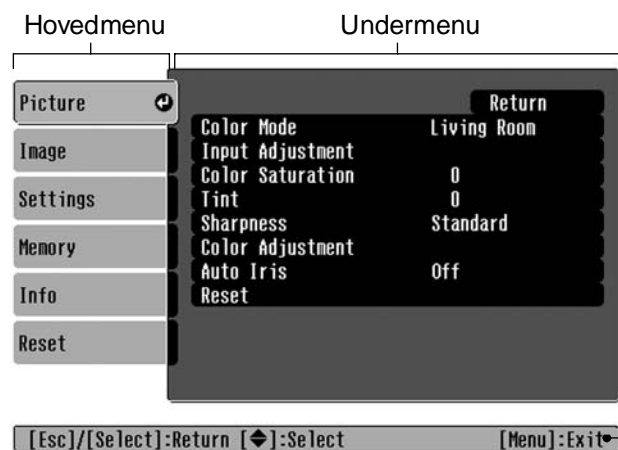 Hovedmenu Undermenu
Picture
Image
Settings
Memory
Info
Reset
Return
Color Mode Living Room
Input Adjustment
Color Saturation 0
Tint 0
Sharpness Standard
Color Adjustment
Auto Iris Off
Reset
[Esc]/[Select]:Return [◆]:Select [Menu]:Exit